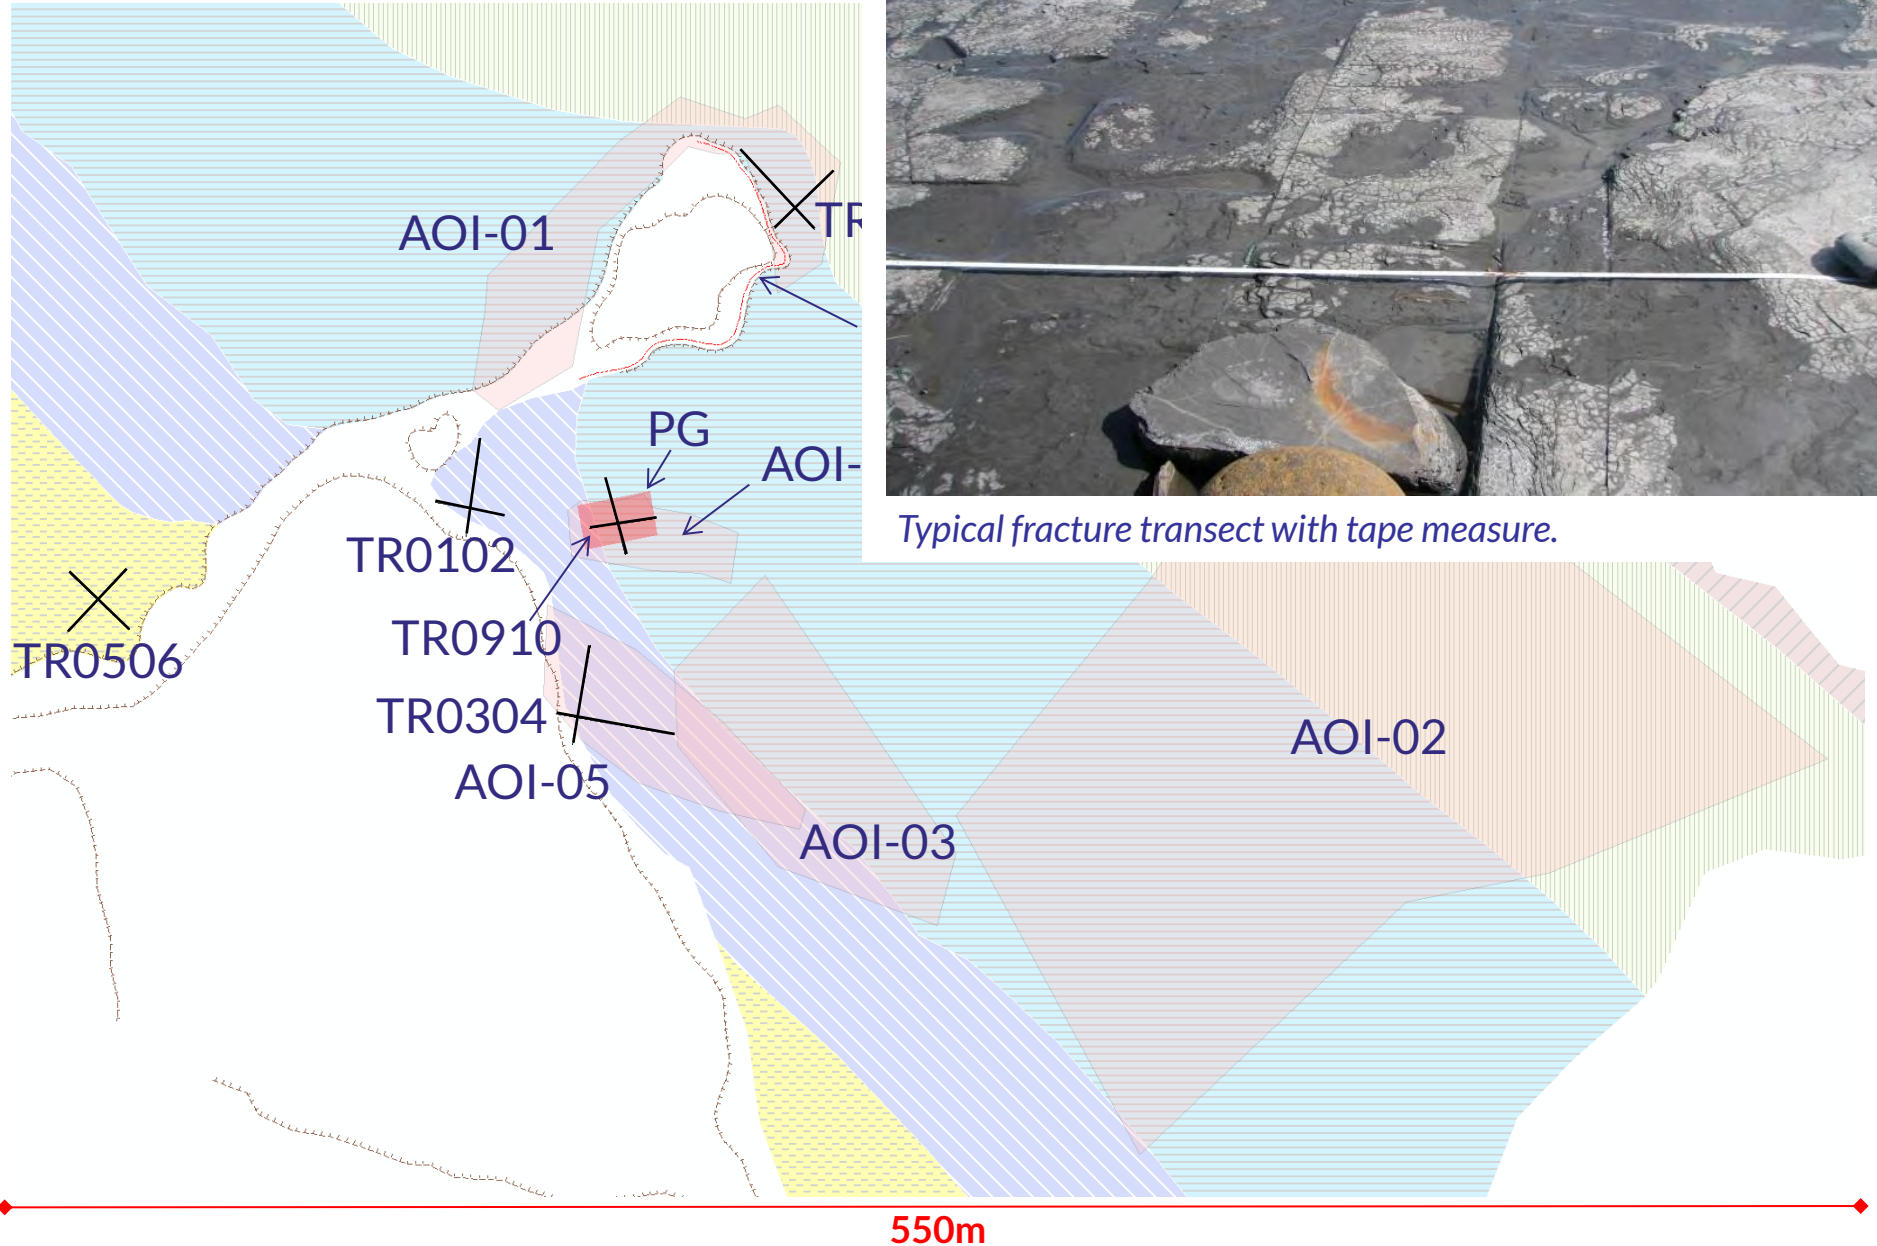 AOI-01
TR
PG
AOI-
Typical fracture transect with tape measure.
TR0102
TR0910
TR0506
TR0304
AOI-02
AOI-05
AOI-03
550m